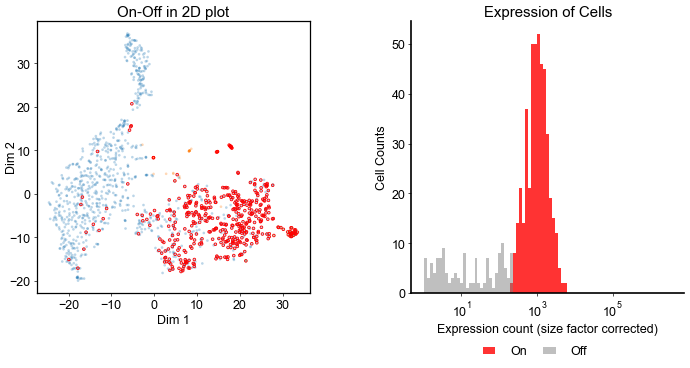 On-Off in 2D plot
30
20
10
0
−10
−20
−20 −10 0 10 20 30
Dim 2
Dim 1
Expression of Cells
50
40
30
20
10
0
10^1 10^3 10^5
Cell Counts
Expression count (size factor corrected)
On Off